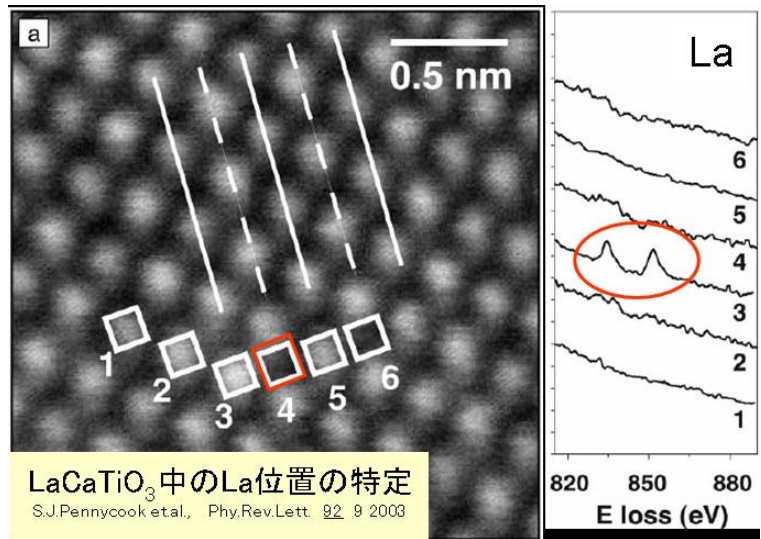 a
0.5 nm
1
2
3
4
5
6
LaCaTiO₃中のLa位置の特定
S.J.Pennycook et.al., Phy.Rev.Lett. 92 9 2003
La
6
5
4
3
2
1
820 850 880
E loss (eV)